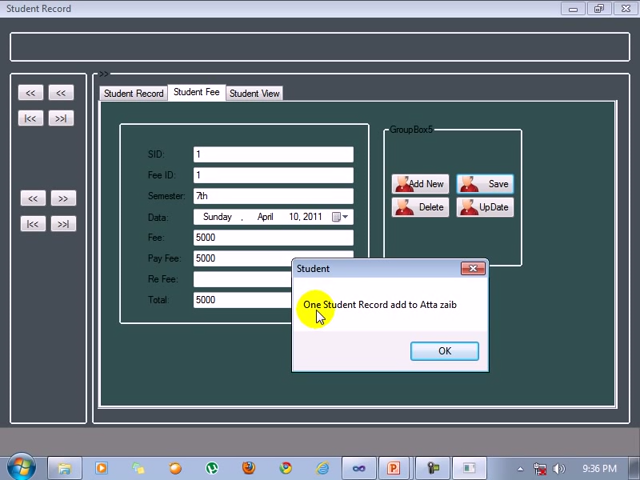 Student Record
>>
<< <<
|<< >>|
<< >>
|<< >>|
Student Record Student Fee Student View
SID: 1
Fee ID: 1
Semester: 7th
Data: Sunday , April 10, 2011
Fee: 5000
Pay Fee: 5000
Re Fee:
Total: 5000
GroupBox5
Add New Save
Delete UpDate
Student
One Student Record add to Atta zaib
OK
9:36 PM